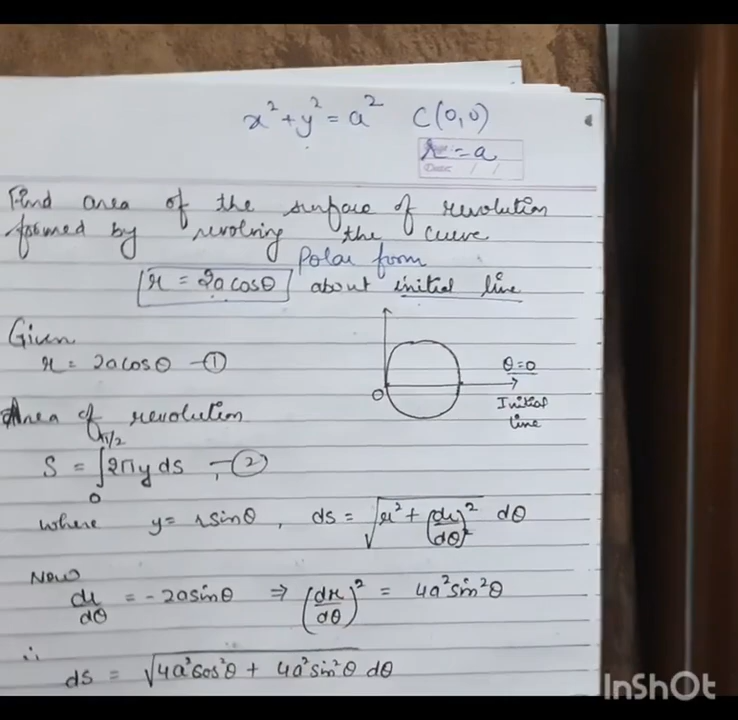 x² + y² = a² C(0,0)
r = a
Date: / /
Find area of the surface of revolution
formed by revolving the curve
Polar form
r = 2a cosθ about initial line
Given
r = 2a cosθ —①
θ=0
O
Initial
line
Area of revolution
S = ∫₀^{π/2} 2πy ds —②
where y = r sinθ , ds = √(r² + (dr/dθ)²) dθ
Now
dr/dθ = -2a sinθ ⇒ (dr/dθ)² = 4a² sin²θ
∴
ds = √(4a² cos²θ + 4a² sin²θ) dθ
InShOt